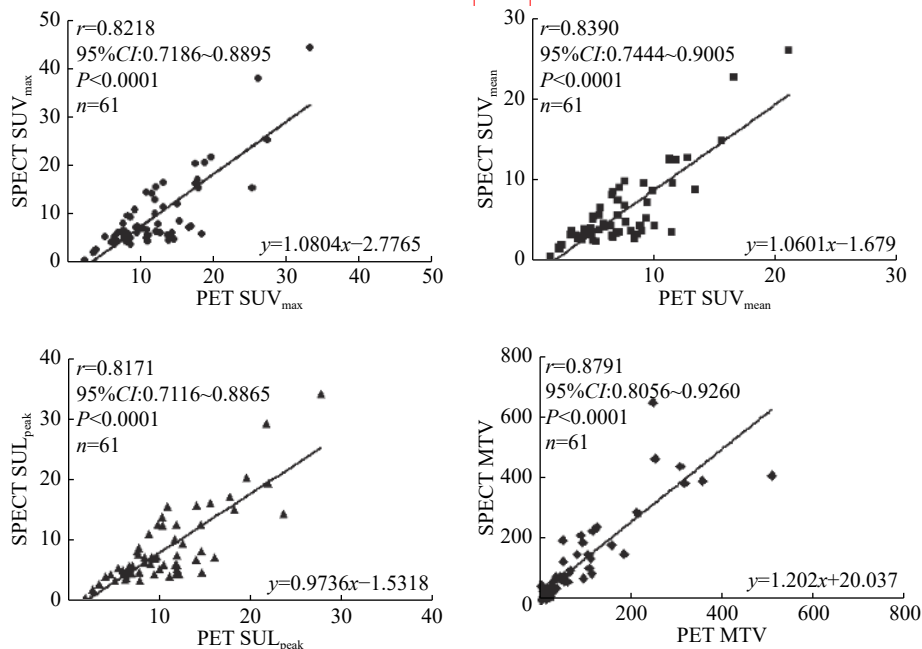 50
40
30
20
10
0
SPECT SUVmax
r=0.8218
95%CI:0.7186~0.8895
P<0.0001
n=61
y=1.0804x−2.7765
10
20
30
40
50
PET SUVmax
30
20
10
0
SPECT SUVmean
r=0.8390
95%CI:0.7444~0.9005
P<0.0001
n=61
y=1.0601x−1.679
10
20
30
PET SUVmean
40
30
20
10
0
SPECT SULpeak
r=0.8171
95%CI:0.7116~0.8865
P<0.0001
n=61
y=0.9736x−1.5318
10
20
30
40
PET SULpeak
800
600
400
200
0
SPECT MTV
r=0.8791
95%CI:0.8056~0.9260
P<0.0001
n=61
y=1.202x+20.037
200
400
600
800
PET MTV